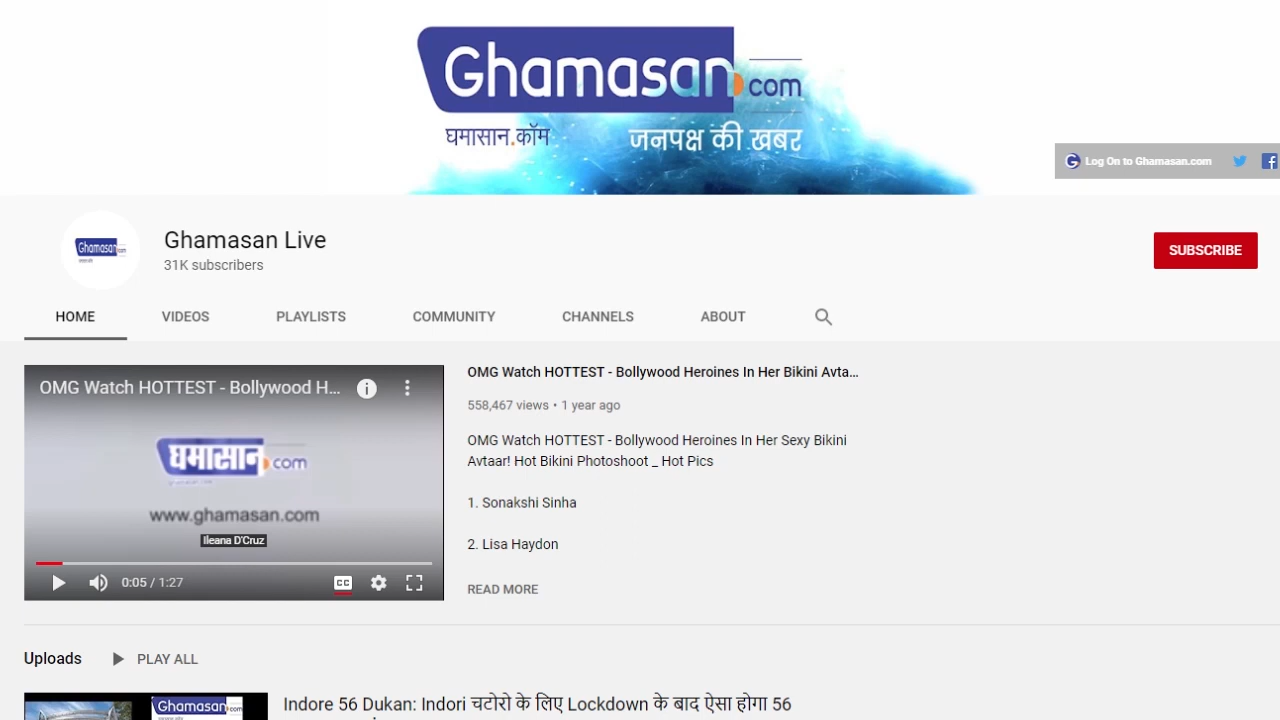 Ghamasan.com
घमासान.कॉम
जनपक्ष की खबर
Log On to Ghamasan.com
Ghamasan.com
Ghamasan Live
31K subscribers
SUBSCRIBE
HOME VIDEOS PLAYLISTS COMMUNITY CHANNELS ABOUT
OMG Watch HOTTEST - Bollywood H...
घमासान.com
www.ghamasan.com
Ileana D'Cruz
0:05 / 1:27
CC
OMG Watch HOTTEST - Bollywood Heroines In Her Bikini Avta...
558,467 views • 1 year ago
OMG Watch HOTTEST - Bollywood Heroines In Her Sexy Bikini
Avtaar! Hot Bikini Photoshoot _ Hot Pics
1. Sonakshi Sinha
2. Lisa Haydon
READ MORE
Uploads PLAY ALL
Ghamasan.com
Indore 56 Dukan: Indori चटोरो के लिए Lockdown के बाद ऐसा होगा 56